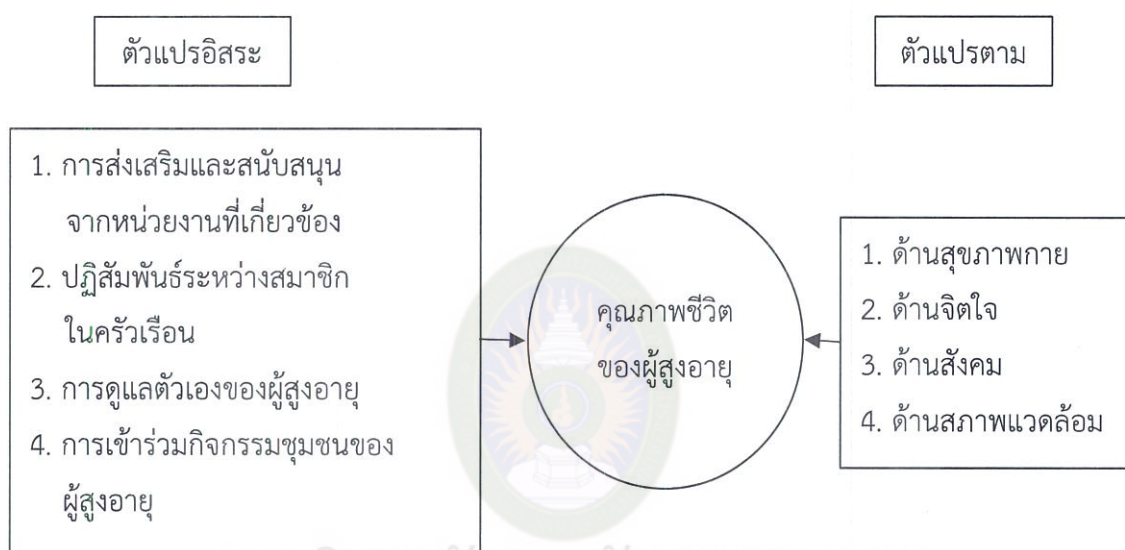 ตัวแปรอิสระ
ตัวแปรตาม
1. การส่งเสริมและสนับสนุน
จากหน่วยงานที่เกี่ยวข้อง
2. ปฏิสัมพันธ์ระหว่างสมาชิก
ในครัวเรือน
3. การดูแลตัวเองของผู้สูงอายุ
4. การเข้าร่วมกิจกรรมชุมชนของ
ผู้สูงอายุ
คุณภาพชีวิต
ของผู้สูงอายุ
1. ด้านสุขภาพกาย
2. ด้านจิตใจ
3. ด้านสังคม
4. ด้านสภาพแวดล้อม